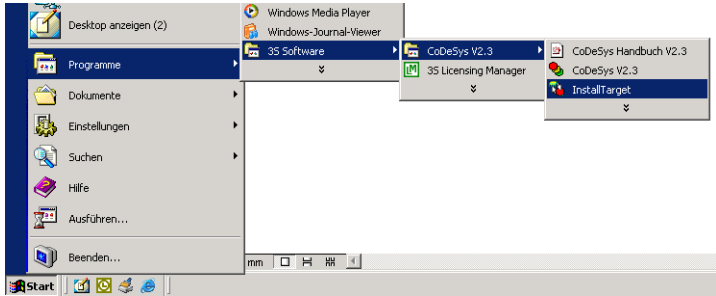 Desktop anzeigen (2)
Programme
Dokumente
Einstellungen
Suchen
Hilfe
Ausführen...
Beenden...
Start
Windows Media Player
Windows-Journal-Viewer
3S Software
CoDeSys V2.3
3S Licensing Manager
CoDeSys Handbuch V2.3
CoDeSys V2.3
InstallTarget
mm